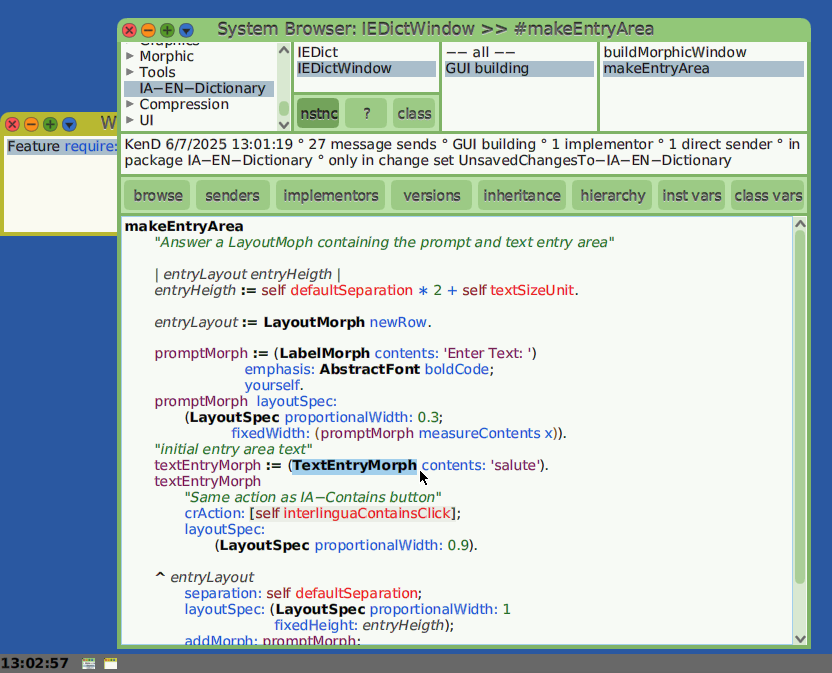 System Browser: IEDictWindow >> #makeEntryArea
Graphics
▶ Morphic
▶ Tools
IA−EN−Dictionary
▶ Compression
▶ UI
IEDict
IEDictWindow
nstnc ? class
−− all −−
GUI building
buildMorphicWindow
makeEntryArea
W
Feature require:
KenD 6/7/2025 13:01:19 ° 27 message sends ° GUI building ° 1 implementor ° 1 direct sender ° in
package IA−EN−Dictionary ° only in change set UnsavedChangesTo−IA−EN−Dictionary
browse senders implementors versions inheritance hierarchy inst vars class vars
makeEntryArea
"Answer a LayoutMoph containing the prompt and text entry area"
| entryLayout entryHeigth |
entryHeigth := self defaultSeparation * 2 + self textSizeUnit.
entryLayout := LayoutMorph newRow.
promptMorph := (LabelMorph contents: 'Enter Text: ')
emphasis: AbstractFont boldCode;
yourself.
promptMorph layoutSpec:
(LayoutSpec proportionalWidth: 0.3;
fixedWidth: (promptMorph measureContents x)).
"initial entry area text"
textEntryMorph := (TextEntryMorph contents: 'salute').
textEntryMorph
"Same action as IA−Contains button"
crAction: [self interlinguaContainsClick];
layoutSpec:
(LayoutSpec proportionalWidth: 0.9).
^ entryLayout
separation: self defaultSeparation;
layoutSpec: (LayoutSpec proportionalWidth: 1
fixedHeight: entryHeigth);
addMorph: promptMorph;
13:02:57